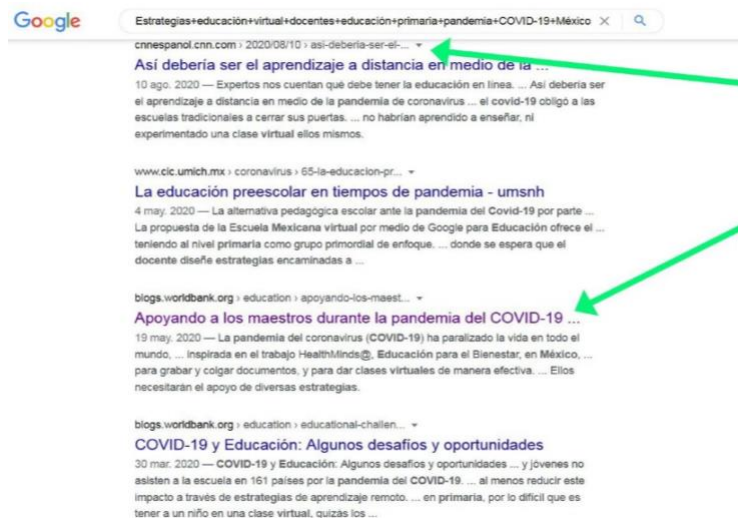 Google
Estrategias+educación+virtual+docentes+educación+primaria+pandemia+COVID-19+México
cnnespanol.cnn.com › 2020/08/10 › asi-deberia-ser-el-...
Así debería ser el aprendizaje a distancia en medio de la ...
10 ago. 2020 — Expertos nos cuentan qué debe tener la educación en línea. ... Así debería ser
el aprendizaje a distancia en medio de la pandemia de coronavirus ... el covid-19 obligó a las
escuelas tradicionales a cerrar sus puertas. ... no habrían aprendido a enseñar, ni
experimentado una clase virtual ellos mismos.
www.cic.umich.mx › coronavirus › 65-la-educacion-pr...
La educación preescolar en tiempos de pandemia - umsnh
4 may. 2020 — La alternativa pedagógica escolar ante la pandemia del Covid-19 por parte ...
La propuesta de la Escuela Mexicana virtual por medio de Google para Educación ofrece el ...
teniendo al nivel primaria como grupo primordial de enfoque. ... donde se espera que el
docente diseñe estrategias encaminadas a ...
blogs.worldbank.org › education › apoyando-los-maest...
Apoyando a los maestros durante la pandemia del COVID-19 ...
19 may. 2020 — La pandemia del coronavirus (COVID-19) ha paralizado la vida en todo el
mundo, ... inspirada en el trabajo HealthMinds@, Educación para el Bienestar, en México, ...
para grabar y colgar documentos, y para dar clases virtuales de manera efectiva. ... Ellos
necesitarán el apoyo de diversas estrategias.
blogs.worldbank.org › education › educational-challen...
COVID-19 y Educación: Algunos desafíos y oportunidades
30 mar. 2020 — COVID-19 y Educación: Algunos desafíos y oportunidades ... y jóvenes no
asisten a la escuela en 161 países por la pandemia del COVID-19. ... al menos reducir este
impacto a través de estrategias de aprendizaje remoto. ... en primaria, por lo difícil que es
tener a un niño en una clase virtual, quizás los ...